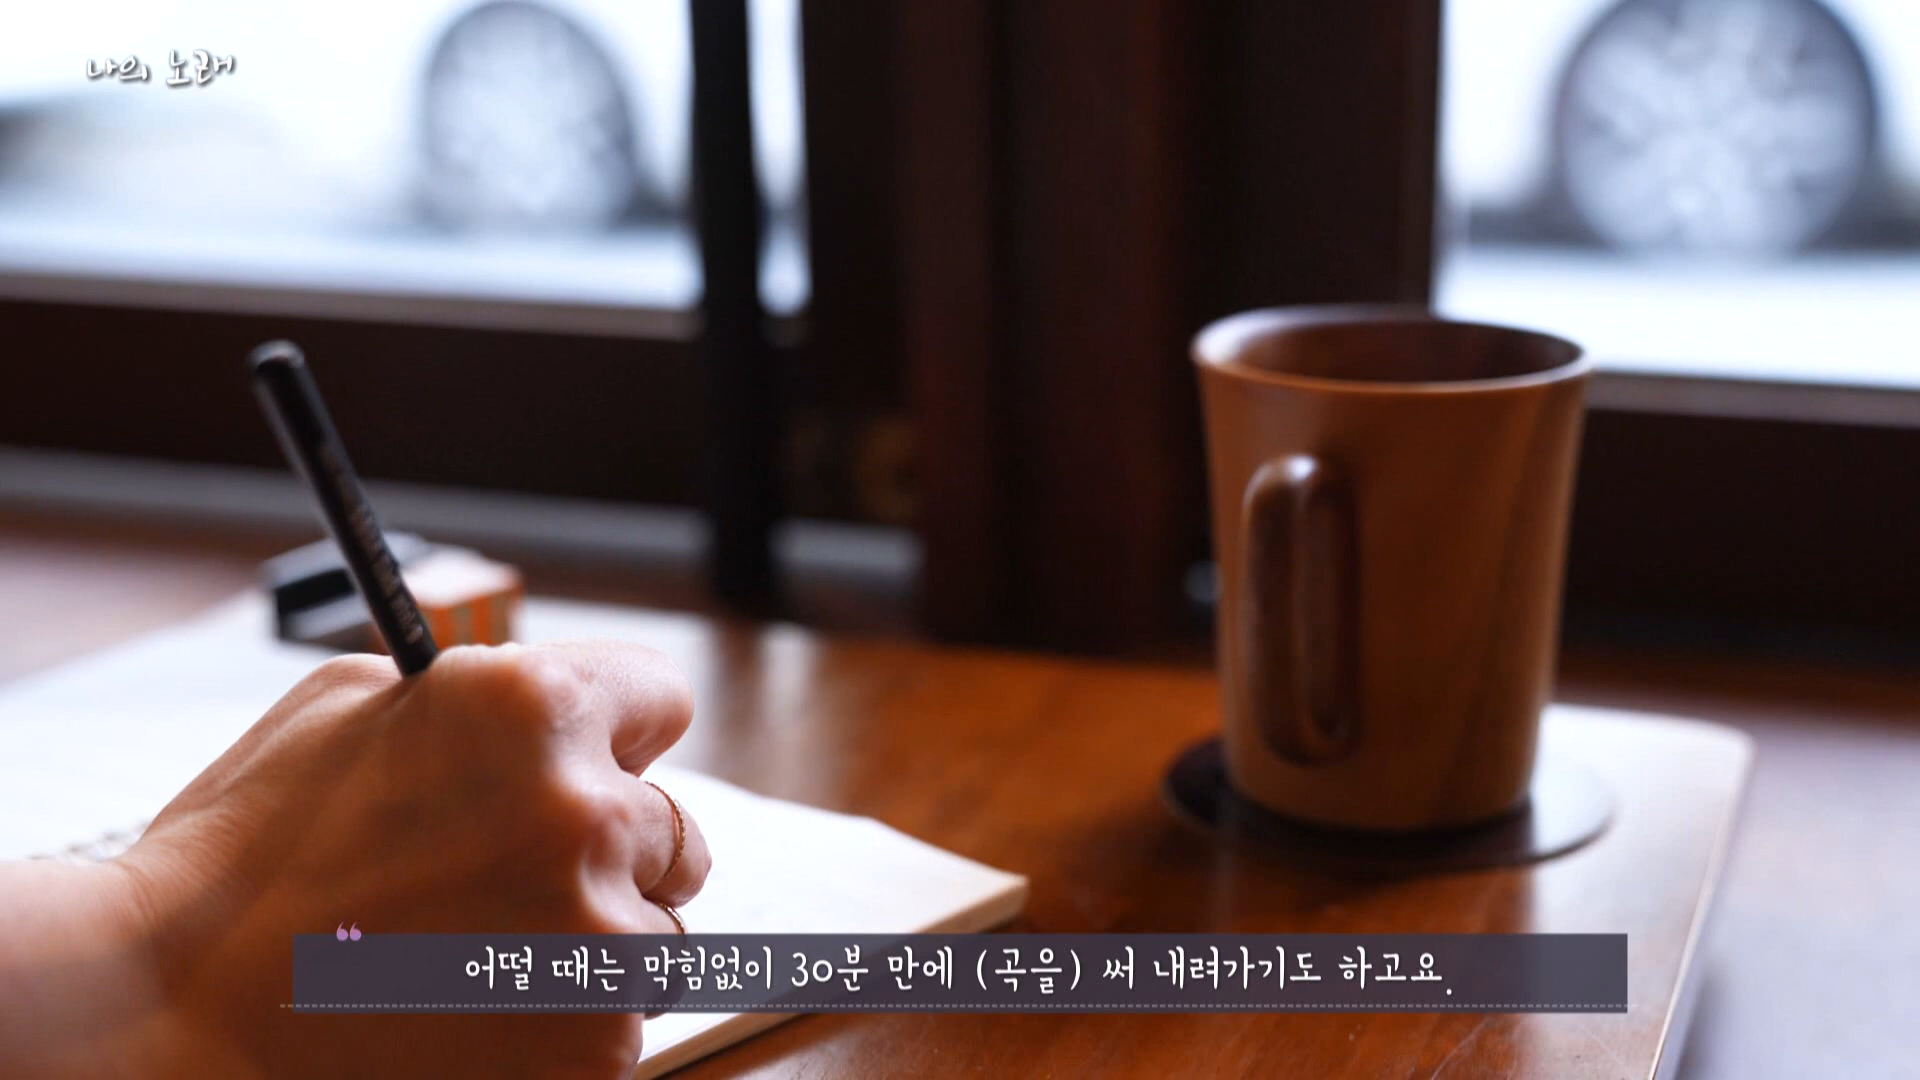 나의 노래
어떨 때는 막힘없이 30분 만에 (곡을) 써 내려가기도 하고요.